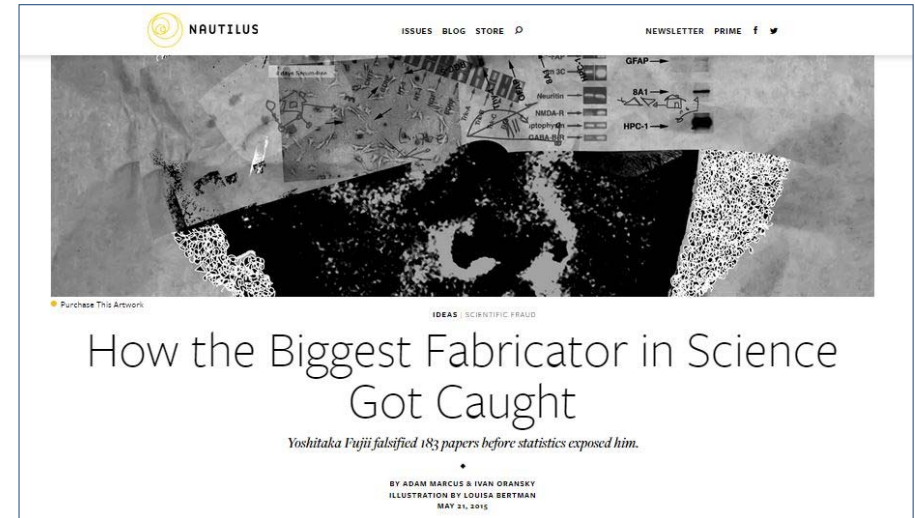 NAUTILUS
ISSUES BLOG STORE
NEWSLETTER PRIME f
3C
GFAP
Neuritin
8A1
NMDA-R
HPC-1
GABA-B-R
Purchase This Artwork
IDEAS | SCIENTIFIC FRAUD
How the Biggest Fabricator in Science
Got Caught
Yoshitaka Fujii falsified 183 papers before statistics exposed him.
BY ADAM MARCUS & IVAN ORANSKY
ILLUSTRATION BY LOUISA BERTMAN
MAY 21, 2015